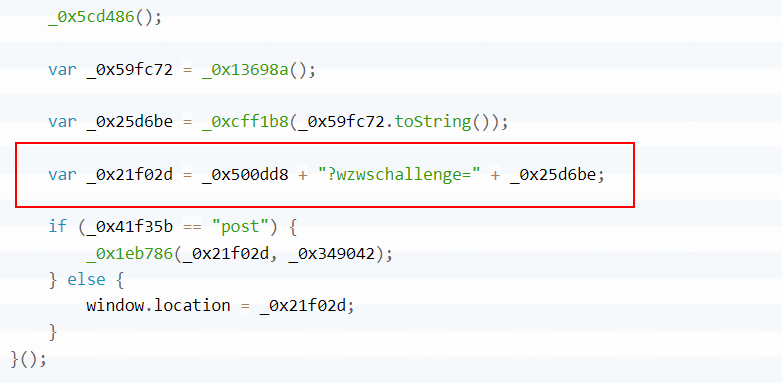 _0x5cd486();
var _0x59fc72 = _0x13698a();
var _0x25d6be = _0xcff1b8(_0x59fc72.toString());
var _0x21f02d = _0x500dd8 + "?wzwschallenge=" + _0x25d6be;
if (_0x41f35b == "post") {
_0x1eb786(_0x21f02d, _0x349042);
} else {
window.location = _0x21f02d;
}
}();